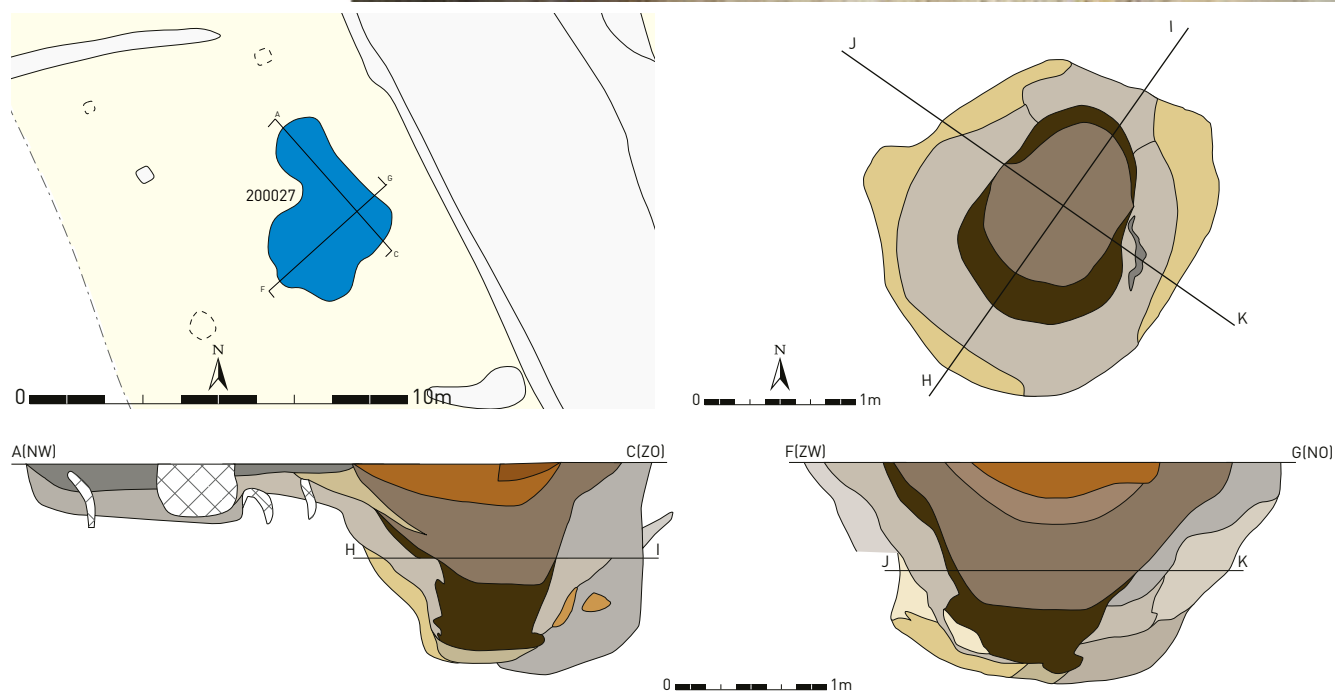 A
G
200027
C
F
N
0 10m
I
J
K
H
N
0 1m
A(NW) C(ZO)
H I
F(ZW) G(NO)
J K
0 1m